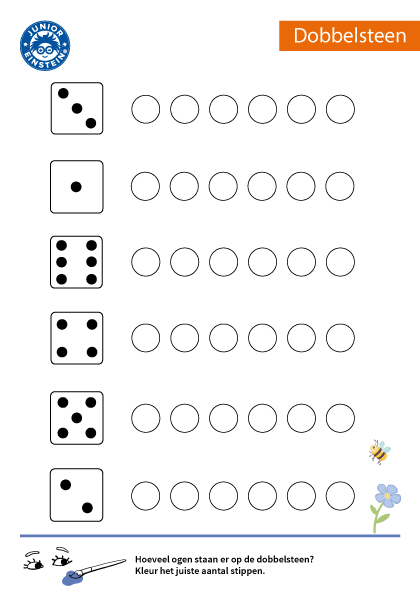 JUNIOR
EINSTEIN
Dobbelsteen
Hoeveel ogen staan er op de dobbelsteen?
Kleur het juiste aantal stippen.